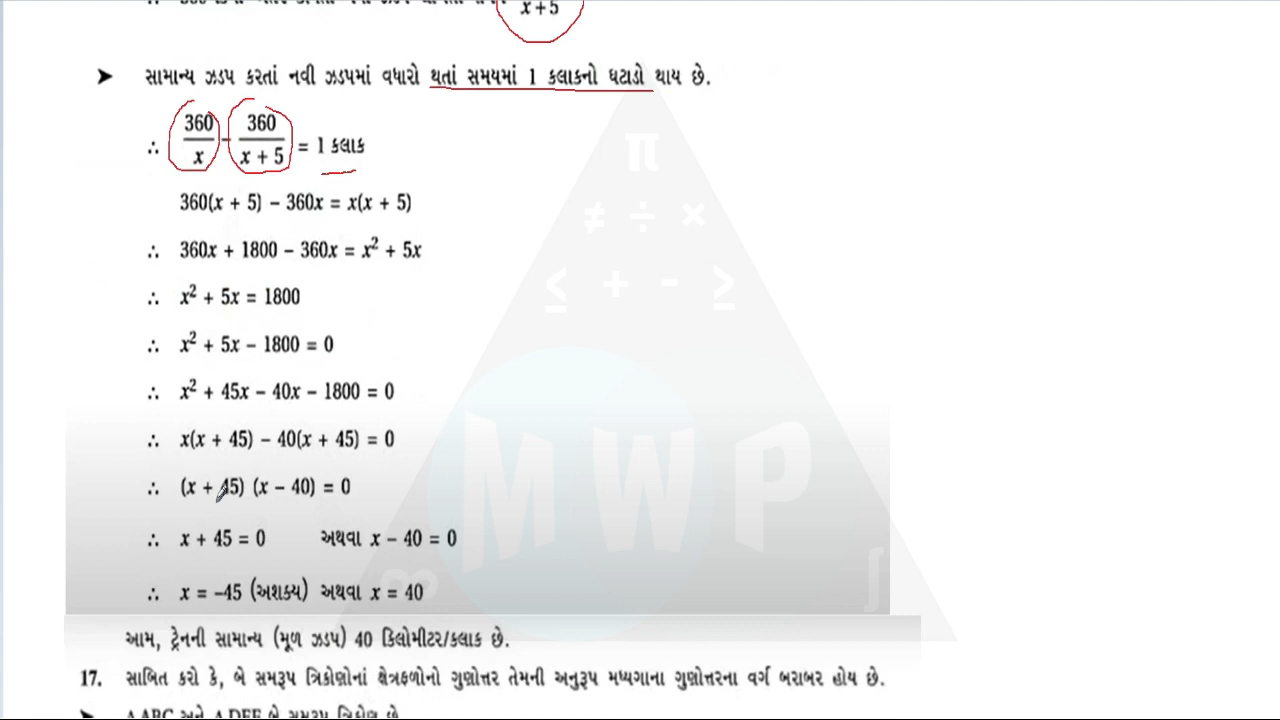 x + 5
➤ સામાન્ય ઝડપ કરતાં નવી ઝડપમાં વધારો થતાં સમયમાં 1 કલાકનો ઘટાડો થાય છે.
∴ 360/x − 360/(x + 5) = 1 કલાક
360(x + 5) − 360x = x(x + 5)
∴ 360x + 1800 − 360x = x² + 5x
∴ x² + 5x = 1800
∴ x² + 5x − 1800 = 0
∴ x² + 45x − 40x − 1800 = 0
∴ x(x + 45) − 40(x + 45) = 0
∴ (x + 45) (x − 40) = 0
∴ x + 45 = 0 અથવા x − 40 = 0
∴ x = −45 (અશક્ય) અથવા x = 40
આમ, ટ્રેનની સામાન્ય (મૂળ ઝડપ) 40 કિલોમીટર/કલાક છે.
17. સાબિત કરો કે, બે સમરૂપ ત્રિકોણોનાં ક્ષેત્રફળોનો ગુણોત્તર તેમની અનુરૂપ મધ્યગાના ગુણોત્તરના વર્ગ બરાબર હોય છે.
π
≠ ÷ ×
≤ + - ≥
MWP
∞ ∫